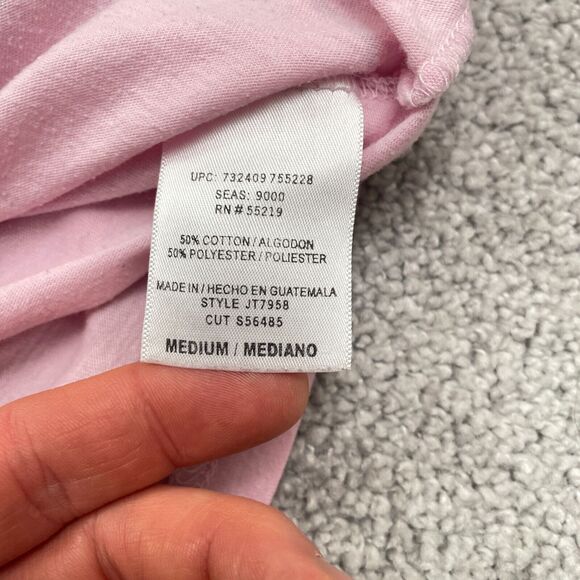 UPC: 732409 755228
SEAS: 9000
RN# 55219
50% COTTON / ALGODON
50% POLYESTER / POLIESTER
MADE IN / HECHO EN GUATEMALA
STYLE JT7958
CUT S56485
MEDIUM / MEDIANO